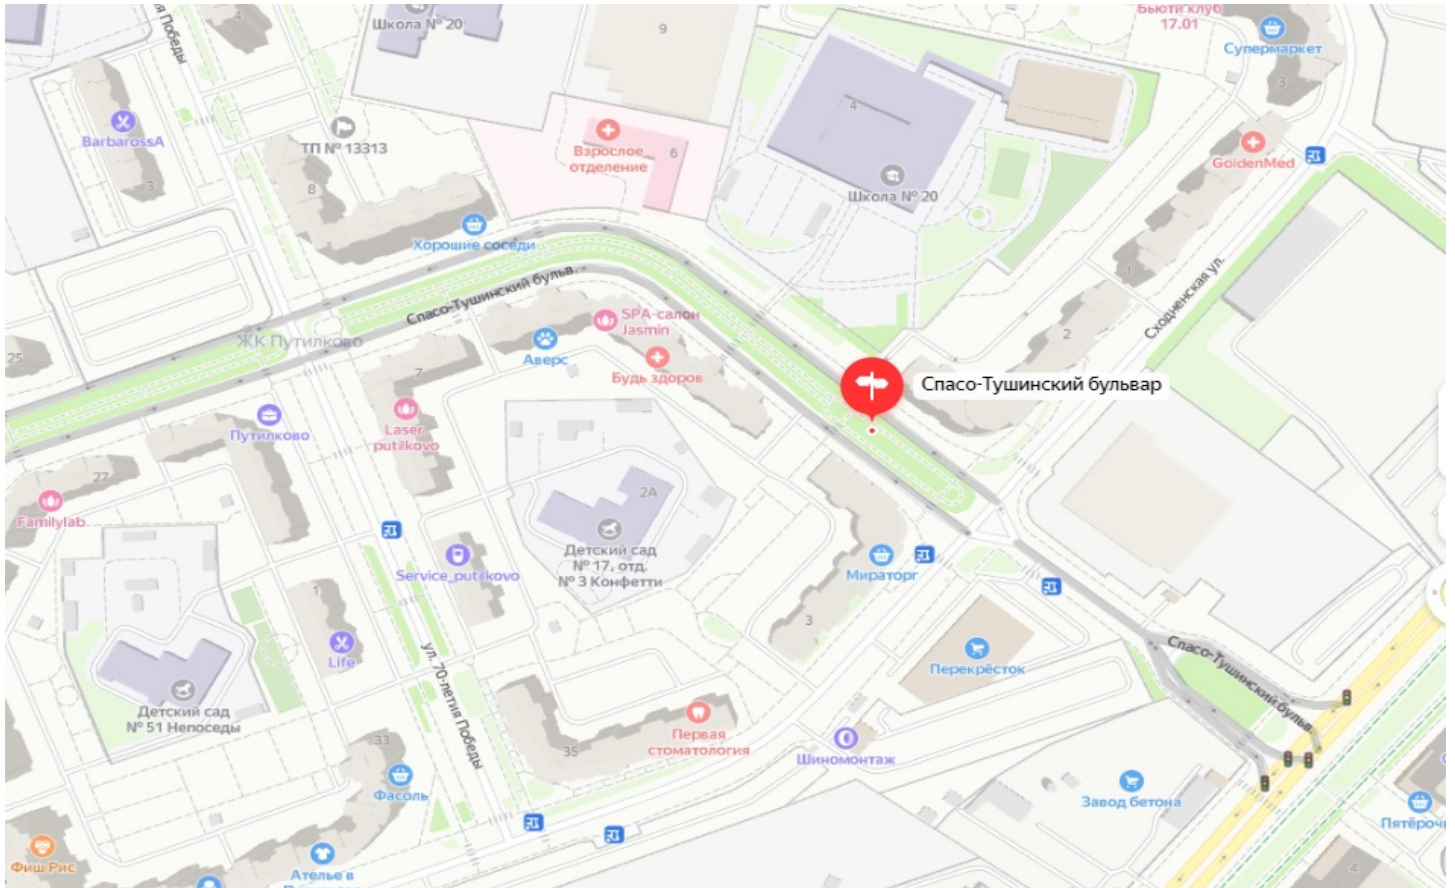 Школа № 20
9
Бьюти клуб
17.01
Супермаркет
3
BarbarossA
3
ТП № 13313
8
Взрослое
отделение
6
4
Школа № 20
GoldenMed
1
Хорошие соседи
Спасо-Тушинский бульв.
ЖК Путилково
25
SPA-салон
Jasmin
Аверс
Будь здоров
7
2
Сходненская ул.
Спасо-Тушинский бульвар
Laser
putilkovo
Путилково
27
Familylab
2А
Детский сад
№ 17, отд.
№ 3 Конфетти
Service_putilkovo
Мираторг
3
1
Life
ул. 70-летия Победы
Перекрёсток
Спасо-Тушинский бульв.
Детский сад
№ 51 Непоседы
Первая
стоматология
35
33
Шиномонтаж
Фасоль
Завод бетона
Фиш Рис
Ателье в
4